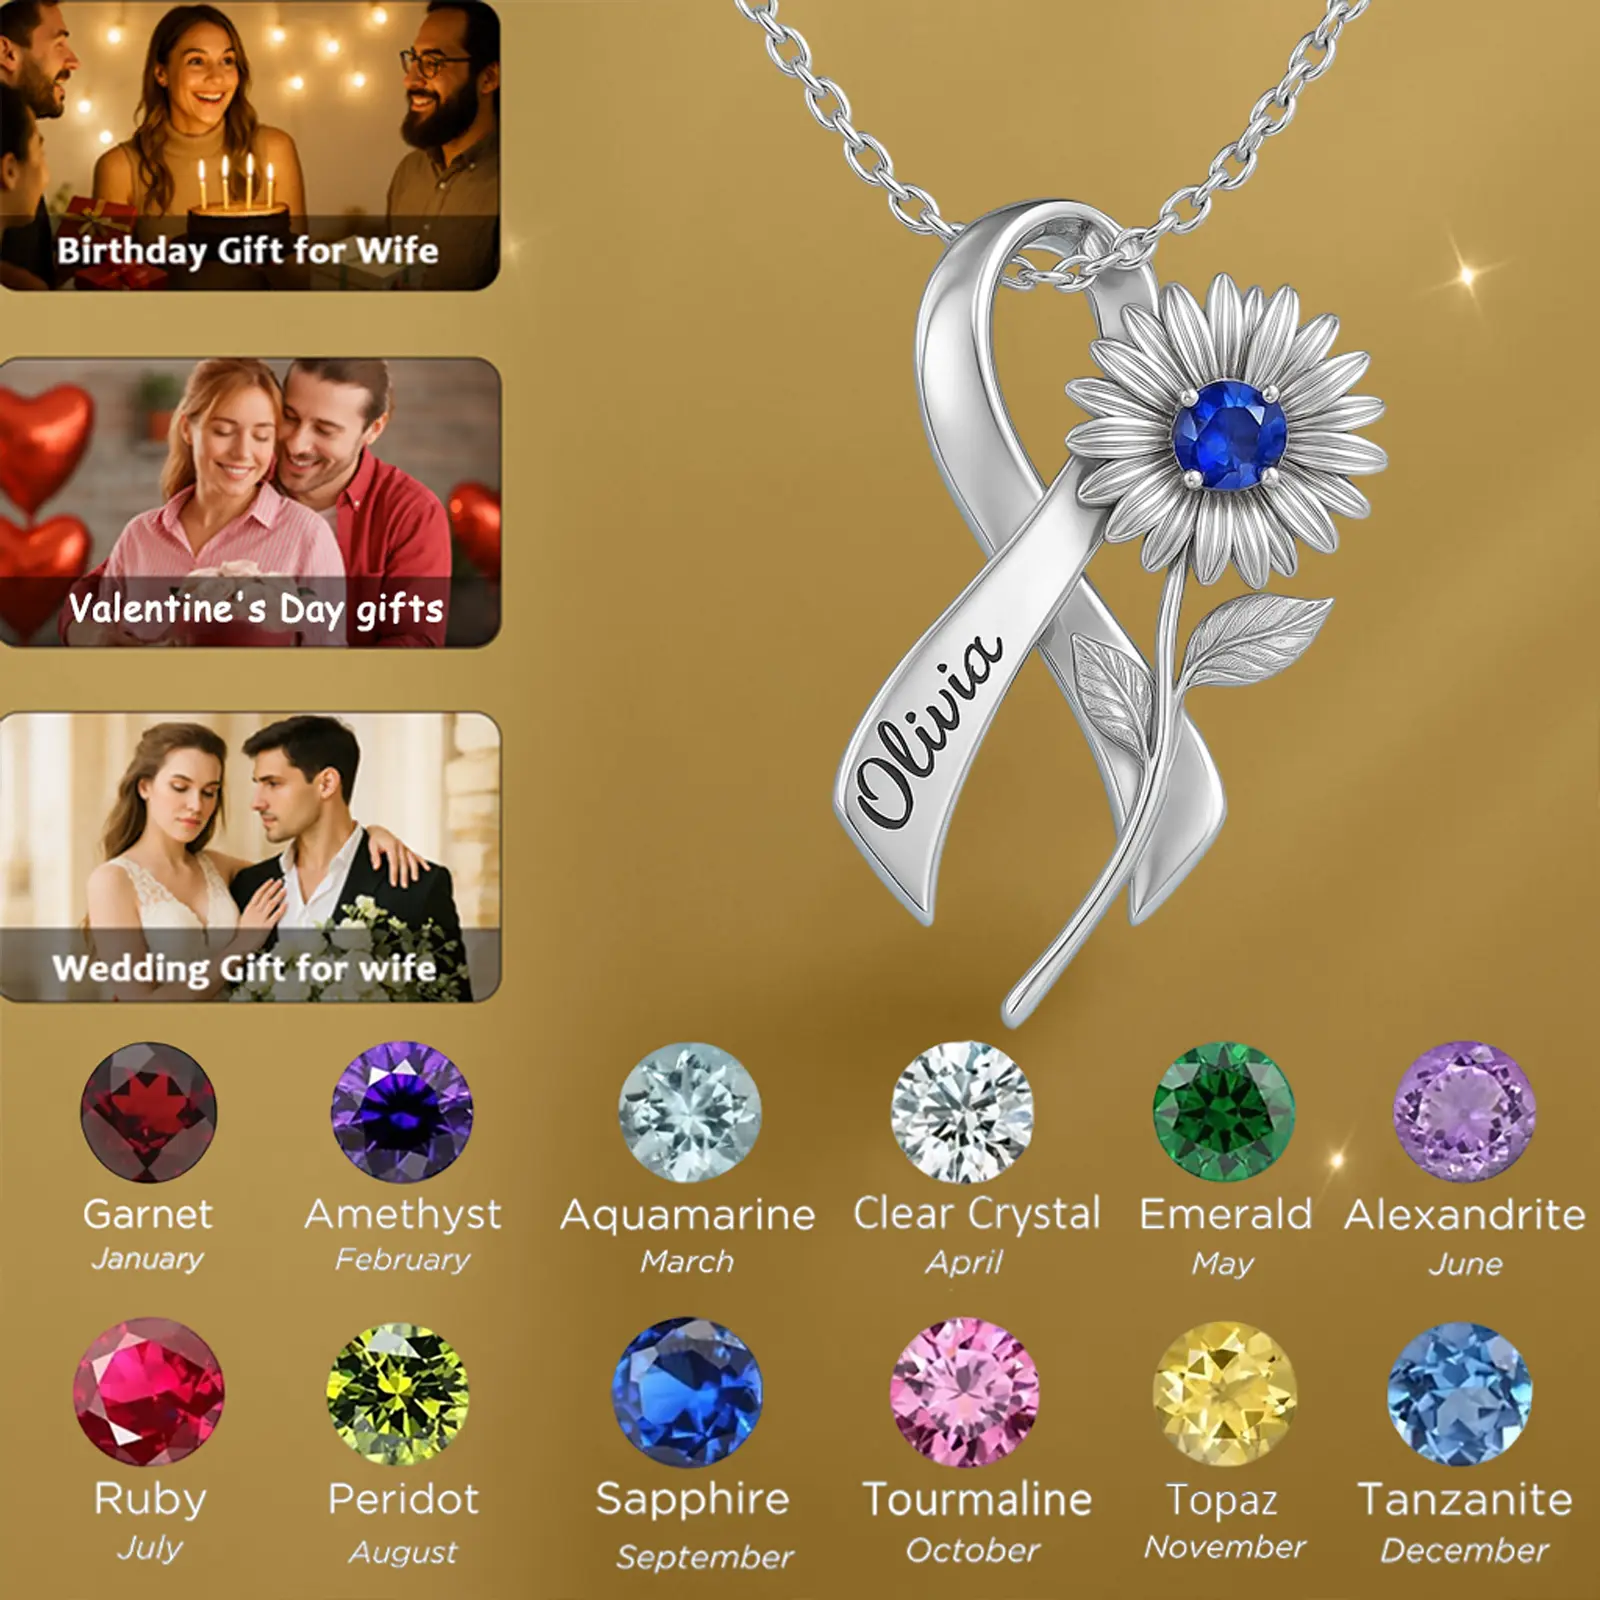 Birthday Gift for Wife
Valentine's Day gifts
Wedding Gift for wife
Olivia
Garnet
January
Amethyst
February
Aquamarine
March
Clear Crystal
April
Emerald
May
Alexandrite
June
Ruby
July
Peridot
August
Sapphire
September
Tourmaline
October
Topaz
November
Tanzanite
December